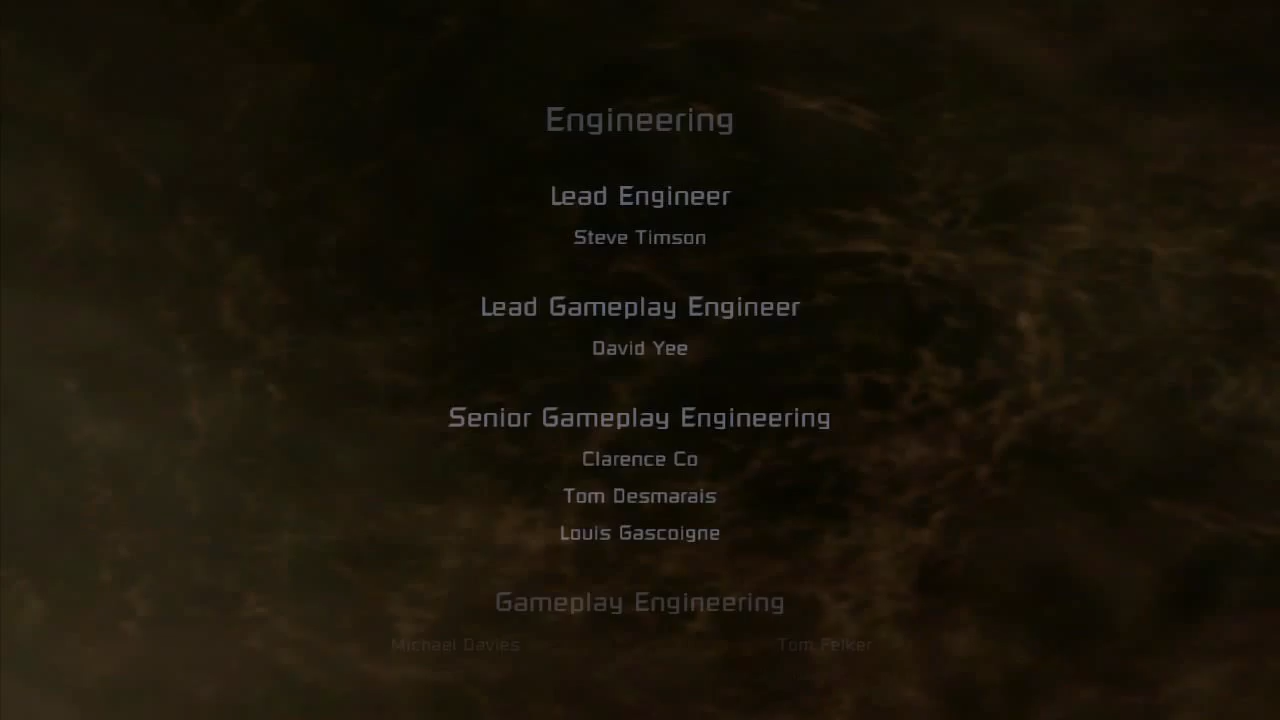 Engineering
Lead Engineer
Steve Timson
Lead Gameplay Engineer
David Yee
Senior Gameplay Engineering
Clarence Co
Tom Desmarais
Louis Gascoigne
Gameplay Engineering
Michael Davies Tom Felker